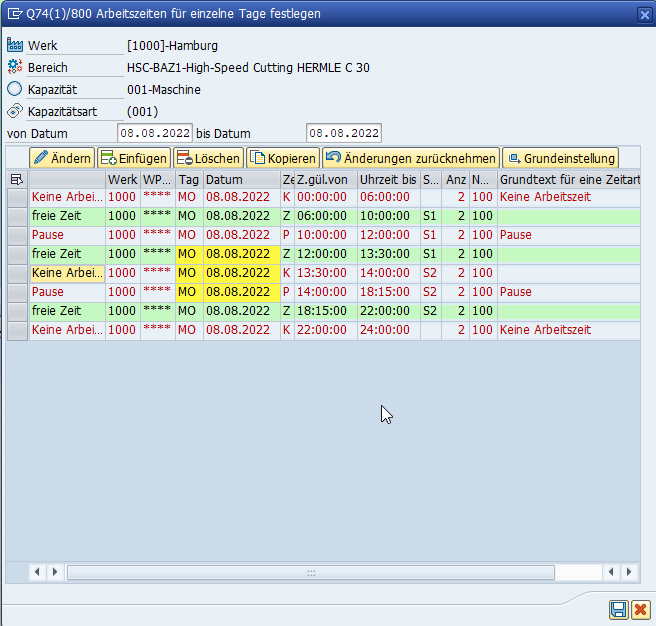 Q74(1)/800 Arbeitszeiten für einzelne Tage festlegen
Werk [1000]-Hamburg
Bereich HSC-BAZ1-High-Speed Cutting HERMLE C 30
Kapazität 001-Maschine
Kapazitätsart (001)
von Datum 08.08.2022 bis Datum 08.08.2022
Ändern Einfügen Löschen Kopieren Änderungen zurücknehmen Grundeinstellung
Werk WP... Tag Datum Ze Z.gül.von Uhrzeit bis S... Anz N... Grundtext für eine Zeitart
Keine Arbei... 1000 **** MO 08.08.2022 K 00:00:00 06:00:00 2 100 Keine Arbeitszeit
freie Zeit 1000 **** MO 08.08.2022 Z 06:00:00 10:00:00 S1 2 100
Pause 1000 **** MO 08.08.2022 P 10:00:00 12:00:00 S1 2 100 Pause
freie Zeit 1000 **** MO 08.08.2022 Z 12:00:00 13:30:00 S1 2 100
Keine Arbei... 1000 **** MO 08.08.2022 K 13:30:00 14:00:00 S2 2 100
Pause 1000 **** MO 08.08.2022 P 14:00:00 18:15:00 S2 2 100 Pause
freie Zeit 1000 **** MO 08.08.2022 Z 18:15:00 22:00:00 S2 2 100
Keine Arbei... 1000 **** MO 08.08.2022 K 22:00:00 24:00:00 2 100 Keine Arbeitszeit